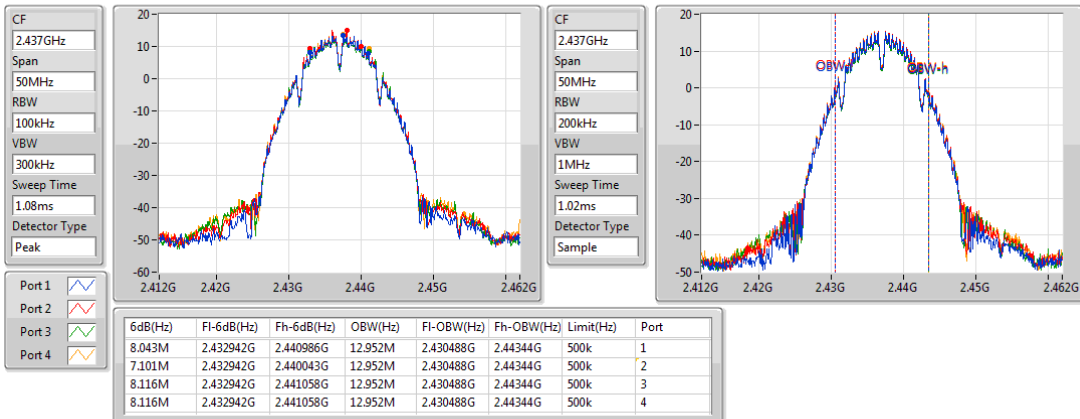 CF
2.437GHz
Span
50MHz
RBW
100kHz
VBW
300kHz
Sweep Time
1.08ms
Detector Type
Peak
20
10
0
-10
-20
-30
-40
-50
-60
2.412G 2.43G 2.44G 2.45G 2.462G
CF
2.437GHz
Span
50MHz
RBW
200kHz
VBW
1MHz
Sweep Time
1.02ms
Detector Type
Sample
20
10
0
-10
-20
-30
-40
-50
OBW
OBW-h
2.412G 2.43G 2.44G 2.45G 2.462G
Port 1
Port 2
Port 3
Port 4
6dB(Hz) Fl-6dB(Hz) Fh-6dB(Hz) OBW(Hz) Fl-OBW(Hz) Fh-OBW(Hz) Limit(Hz) Port
8.043M 2.432942G 2.440986G 12.952M 2.430488G 2.44344G 500k 1
7.101M 2.432942G 2.440043G 12.952M 2.430488G 2.44344G 500k 2
8.116M 2.432942G 2.441058G 12.952M 2.430488G 2.44344G 500k 3
8.116M 2.432942G 2.441058G 12.952M 2.430488G 2.44344G 500k 4